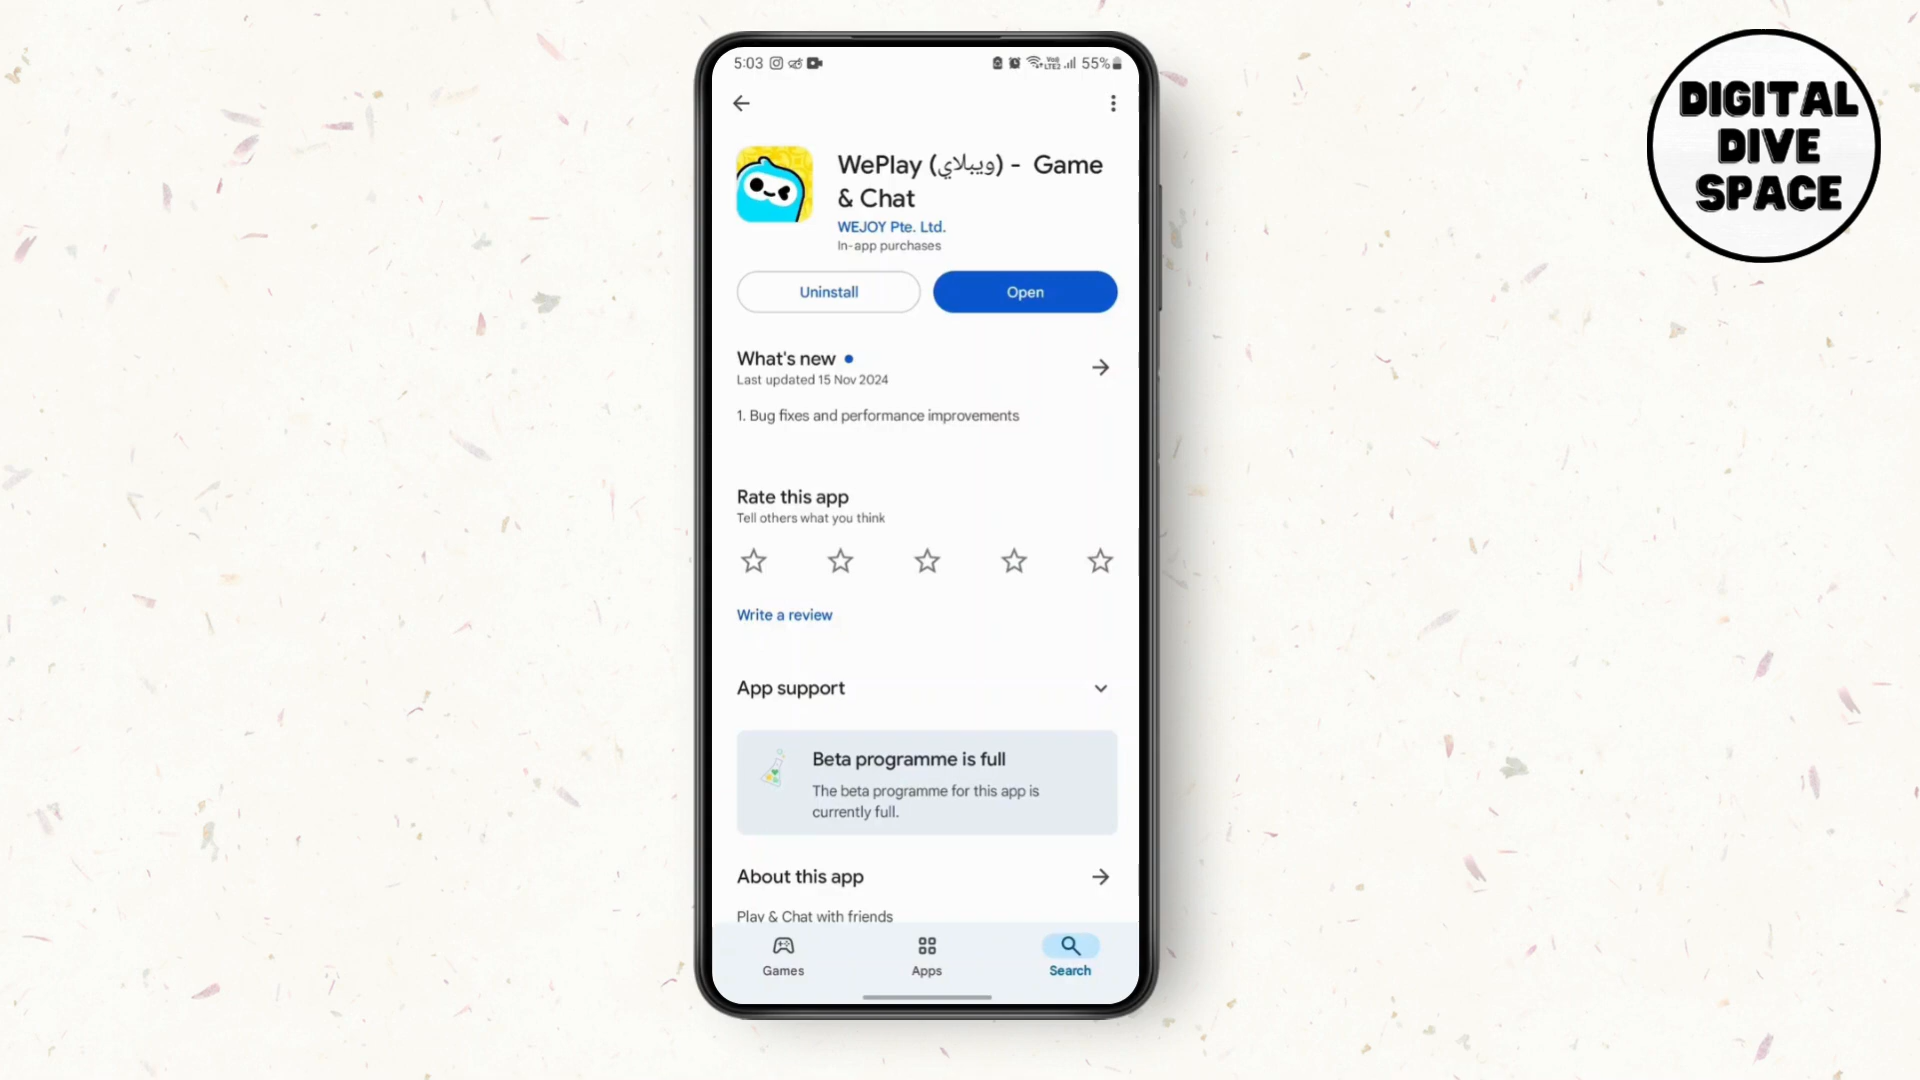 5:03
Vo))
LTE2
55%
WePlay (ويبلاي) - Game
& Chat
WEJOY Pte. Ltd.
In-app purchases
Uninstall
Open
What's new
Last updated 15 Nov 2024
1. Bug fixes and performance improvements
Rate this app
Tell others what you think
Write a review
App support
Beta programme is full
The beta programme for this app is
currently full.
About this app
Play & Chat with friends
Games
Apps
Search
DIGITAL
DIVE
SPACE